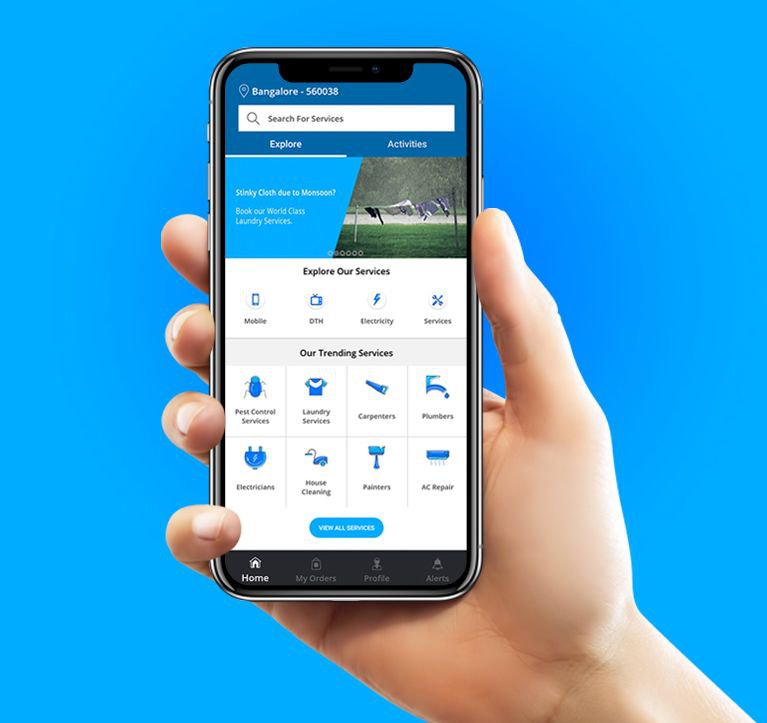 Bangalore - 560038
Search For Services
Explore
Activities
Stinky Cloth due to Monsoon?
Book our World Class
Laundry Services.
Explore Our Services
Mobile
DTH
Electricity
Services
Our Trending Services
Pest Control
Services
Laundry
Services
Carpenters
Plumbers
Electricians
House
Cleaning
Painters
AC Repair
VIEW ALL SERVICES
Home
My Orders
Profile
Alerts